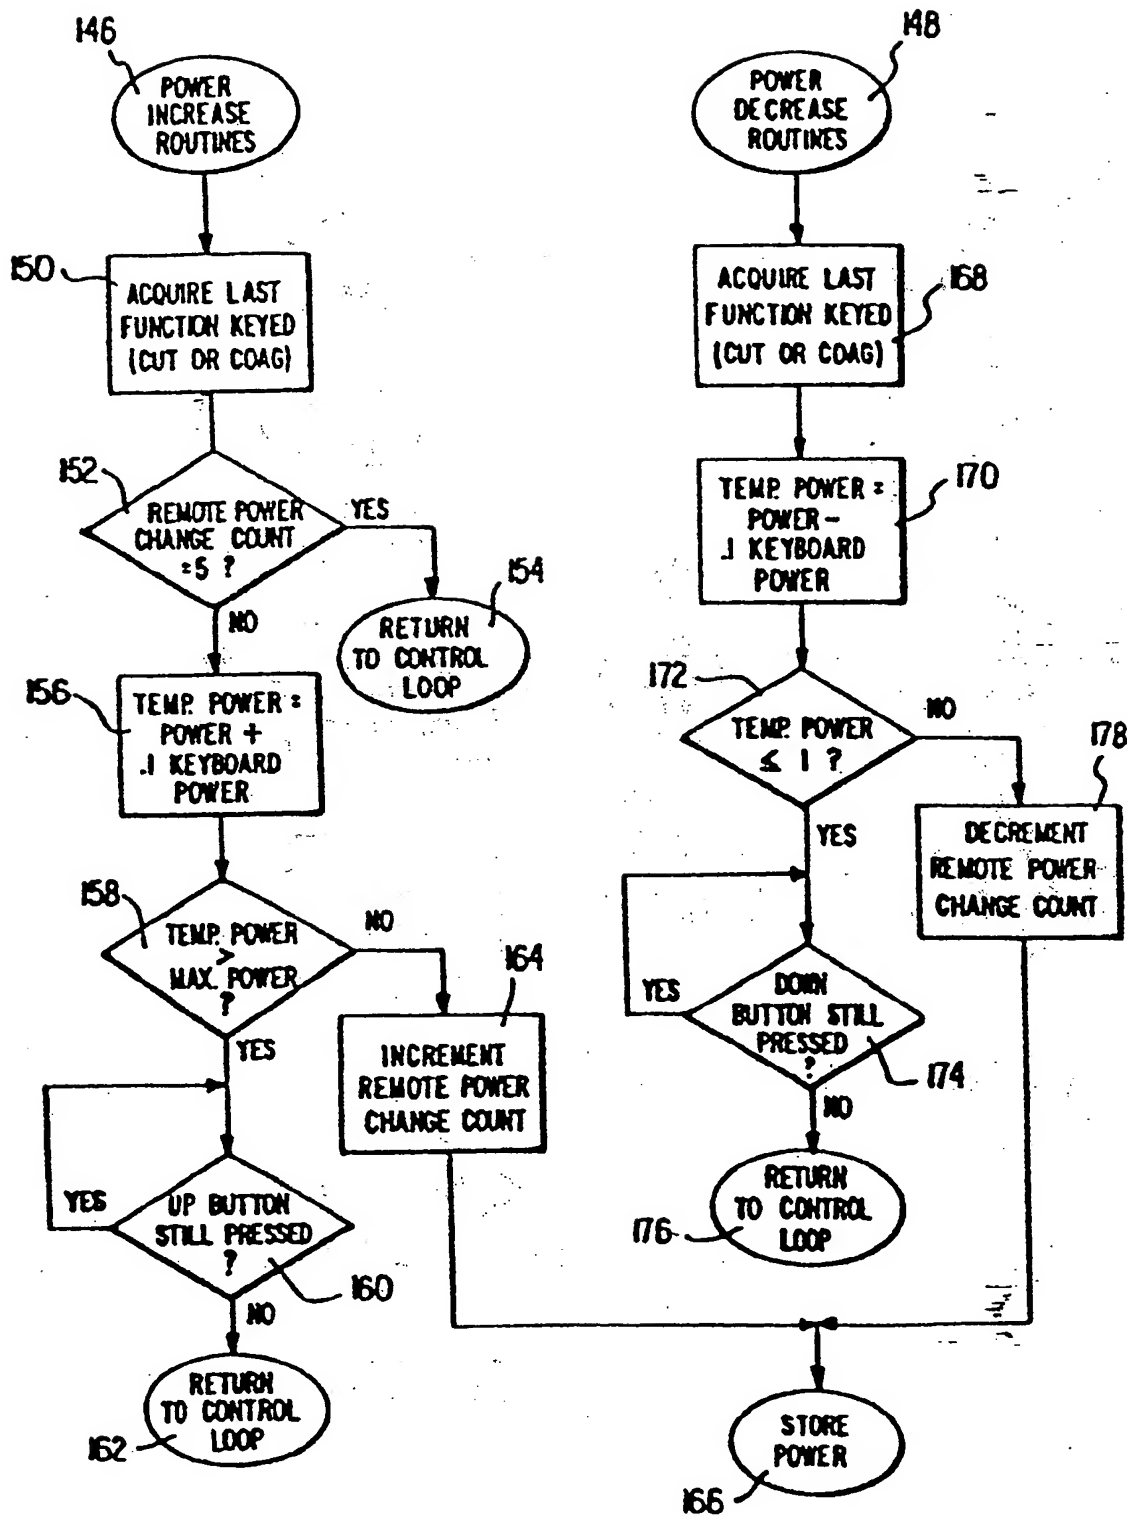 146
POWER
INCREASE
ROUTINES
150
ACQUIRE LAST
FUNCTION KEYED
(CUT OR COAG)
152
REMOTE POWER
CHANGE COUNT
=5 ?
YES
NO
154
RETURN
TO CONTROL
LOOP
156
TEMP. POWER =
POWER +
.1 KEYBOARD
POWER
158
TEMP. POWER
>
MAX. POWER
?
NO
YES
164
INCREMENT
REMOTE POWER
CHANGE COUNT
YES
UP BUTTON
STILL PRESSED
?
160
NO
RETURN
TO CONTROL
LOOP
162
148
POWER
DECREASE
ROUTINES
168
ACQUIRE LAST
FUNCTION KEYED
(CUT OR COAG)
170
TEMP. POWER =
POWER –
.1 KEYBOARD
POWER
172
TEMP. POWER
≤ 1 ?
NO
YES
178
DECREMENT
REMOTE POWER
CHANGE COUNT
YES
DOWN
BUTTON STILL
PRESSED
?
174
NO
RETURN
TO CONTROL
LOOP
176
STORE
POWER
166